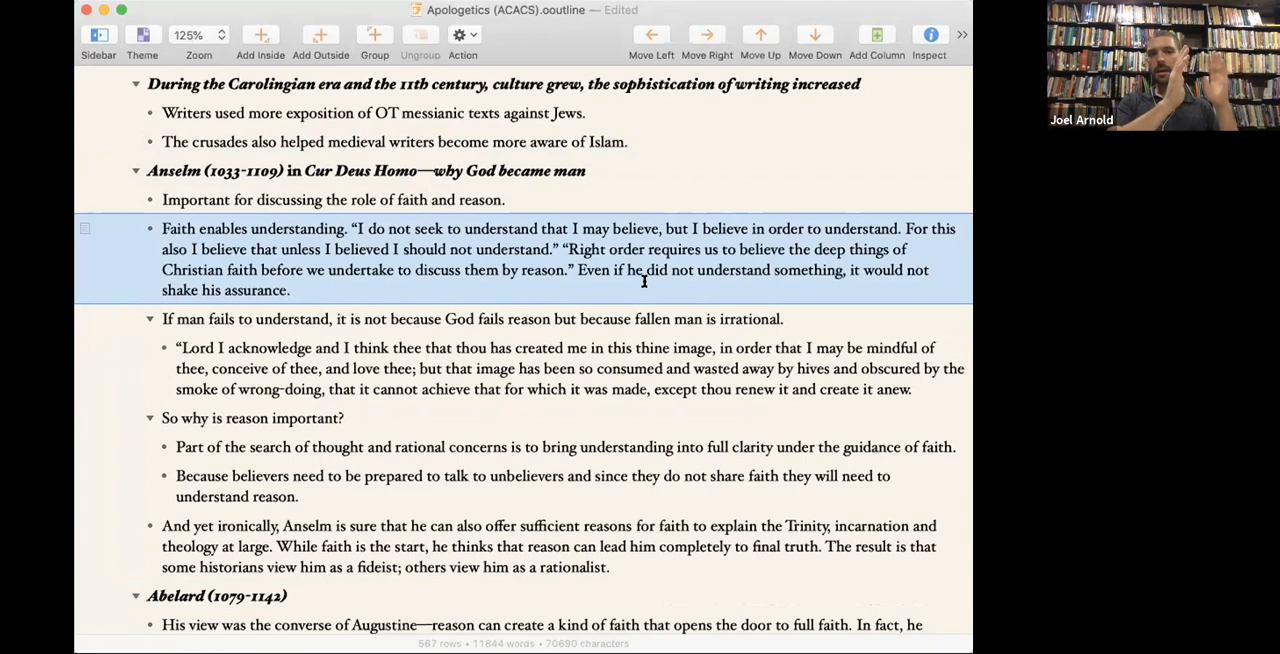 Apologetics (ACACS).ooutline — Edited
125%
Sidebar Theme Zoom Add Inside Add Outside Group Ungroup Action Move Left Move Right Move Up Move Down Add Column Inspect
During the Carolingian era and the 11th century, culture grew, the sophistication of writing increased
Writers used more exposition of OT messianic texts against Jews.
The crusades also helped medieval writers become more aware of Islam.
Anselm (1033-1109) in Cur Deus Homo—why God became man
Important for discussing the role of faith and reason.
Faith enables understanding. “I do not seek to understand that I may believe, but I believe in order to understand. For this
also I believe that unless I believed I should not understand.” “Right order requires us to believe the deep things of
Christian faith before we undertake to discuss them by reason.” Even if he did not understand something, it would not
shake his assurance.
If man fails to understand, it is not because God fails reason but because fallen man is irrational.
“Lord I acknowledge and I think thee that thou has created me in this thine image, in order that I may be mindful of
thee, conceive of thee, and love thee; but that image has been so consumed and wasted away by hives and obscured by the
smoke of wrong-doing, that it cannot achieve that for which it was made, except thou renew it and create it anew.
So why is reason important?
Part of the search of thought and rational concerns is to bring understanding into full clarity under the guidance of faith.
Because believers need to be prepared to talk to unbelievers and since they do not share faith they will need to
understand reason.
And yet ironically, Anselm is sure that he can also offer sufficient reasons for faith to explain the Trinity, incarnation and
theology at large. While faith is the start, he thinks that reason can lead him completely to final truth. The result is that
some historians view him as a fideist; others view him as a rationalist.
Abelard (1079-1142)
His view was the converse of Augustine—reason can create a kind of faith that opens the door to full faith. In fact, he
567 rows • 11844 words • 70690 characters
Joel Arnold